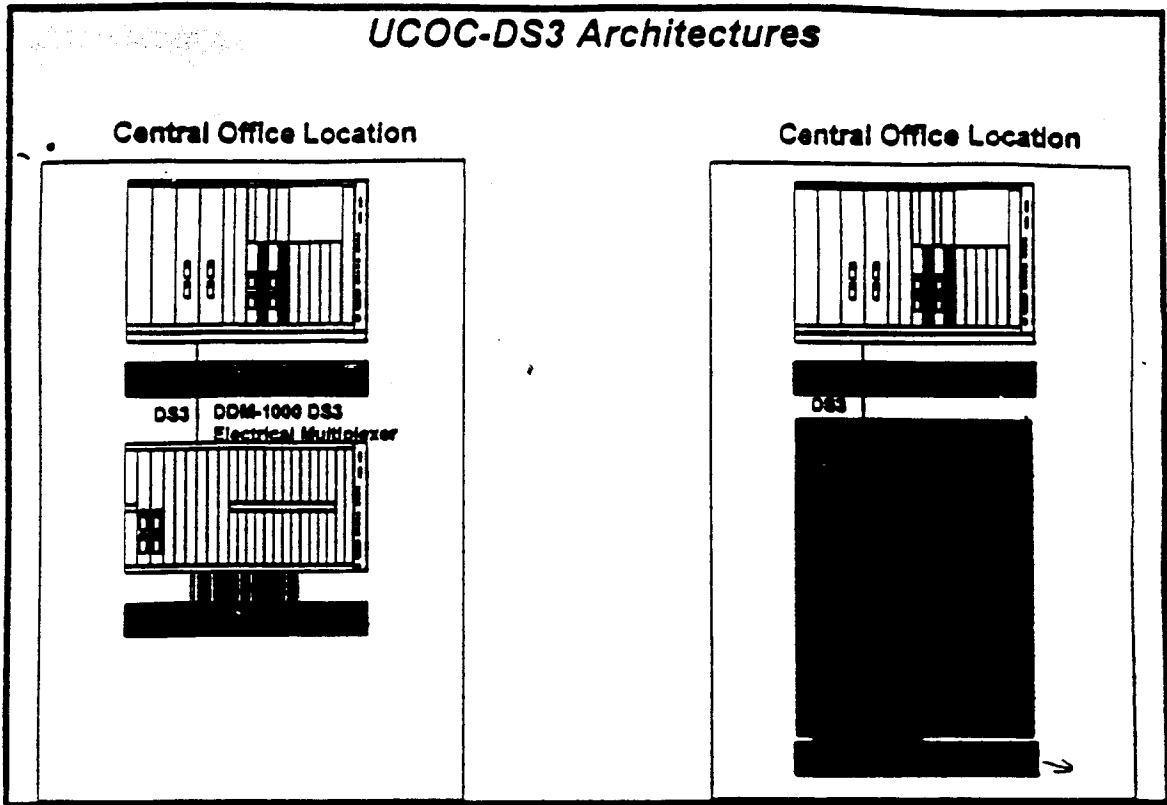 UCOC-DS3 Architectures
Central Office Location
Central Office Location
DS3
DDM-1000 DS3
Electrical Multiplexer
DS3